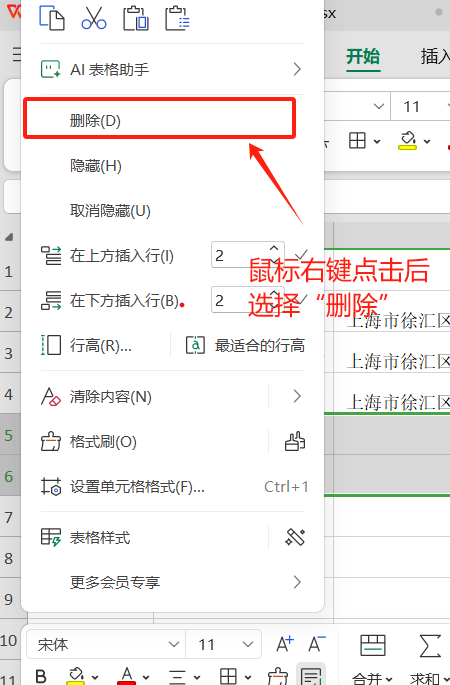 sx
开始
插入
AI 表格助手
11
删除(D)
隐藏(H)
取消隐藏(U)
在上方插入行(I)
2
在下方插入行(B)
2
鼠标右键点击后
选择“删除”
行高(R)...
最适合的行高
清除内容(N)
格式刷(O)
设置单元格格式(F)...
Ctrl+1
表格样式
更多会员专享
1
2
上海市徐汇区
3
上海市徐汇区
4
上海市徐汇区
5
6
7
8
9
10
11
宋体
11
A+
A-
B
A
合并
求和